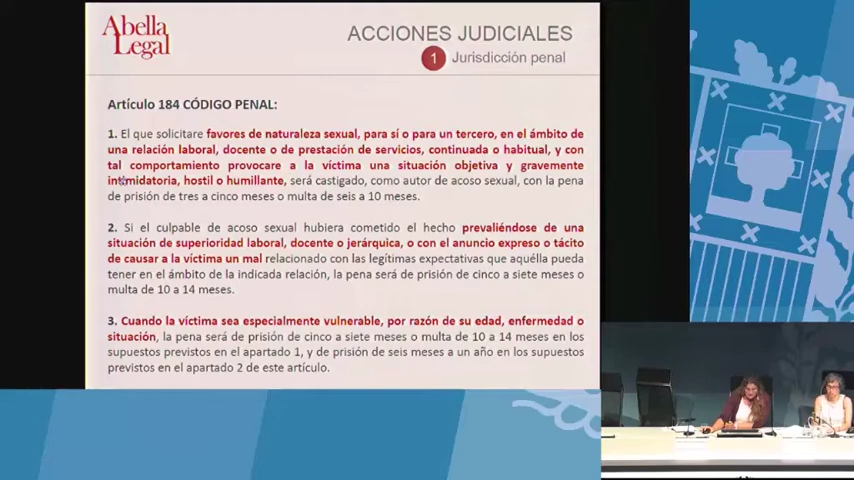 Abella
Legal
ACCIONES JUDICIALES
1 Jurisdicción penal
Artículo 184 CÓDIGO PENAL:
1. El que solicitare favores de naturaleza sexual, para sí o para un tercero, en el ámbito de
una relación laboral, docente o de prestación de servicios, continuada o habitual, y con
tal comportamiento provocare a la víctima una situación objetiva y gravemente
intimidatoria, hostil o humillante, será castigado, como autor de acoso sexual, con la pena
de prisión de tres a cinco meses o multa de seis a 10 meses.
2. Si el culpable de acoso sexual hubiera cometido el hecho prevaliéndose de una
situación de superioridad laboral, docente o jerárquica, o con el anuncio expreso o tácito
de causar a la víctima un mal relacionado con las legítimas expectativas que aquélla pueda
tener en el ámbito de la indicada relación, la pena será de prisión de cinco a siete meses o
multa de 10 a 14 meses.
3. Cuando la víctima sea especialmente vulnerable, por razón de su edad, enfermedad o
situación, la pena será de prisión de cinco a siete meses o multa de 10 a 14 meses en los
supuestos previstos en el apartado 1, y de prisión de seis meses a un año en los supuestos
previstos en el apartado 2 de este artículo.